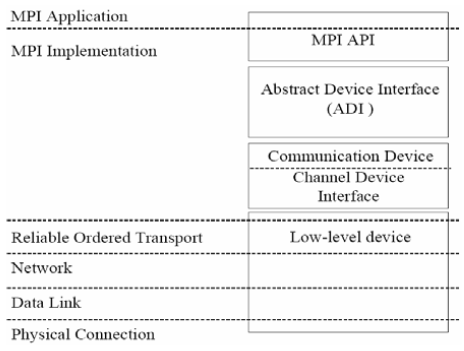 MPI Application
MPI API
MPI Implementation
Abstract Device Interface
(ADI )
Communication Device
Channel Device
Interface
Reliable Ordered Transport
Low-level device
Network
Data Link
Physical Connection